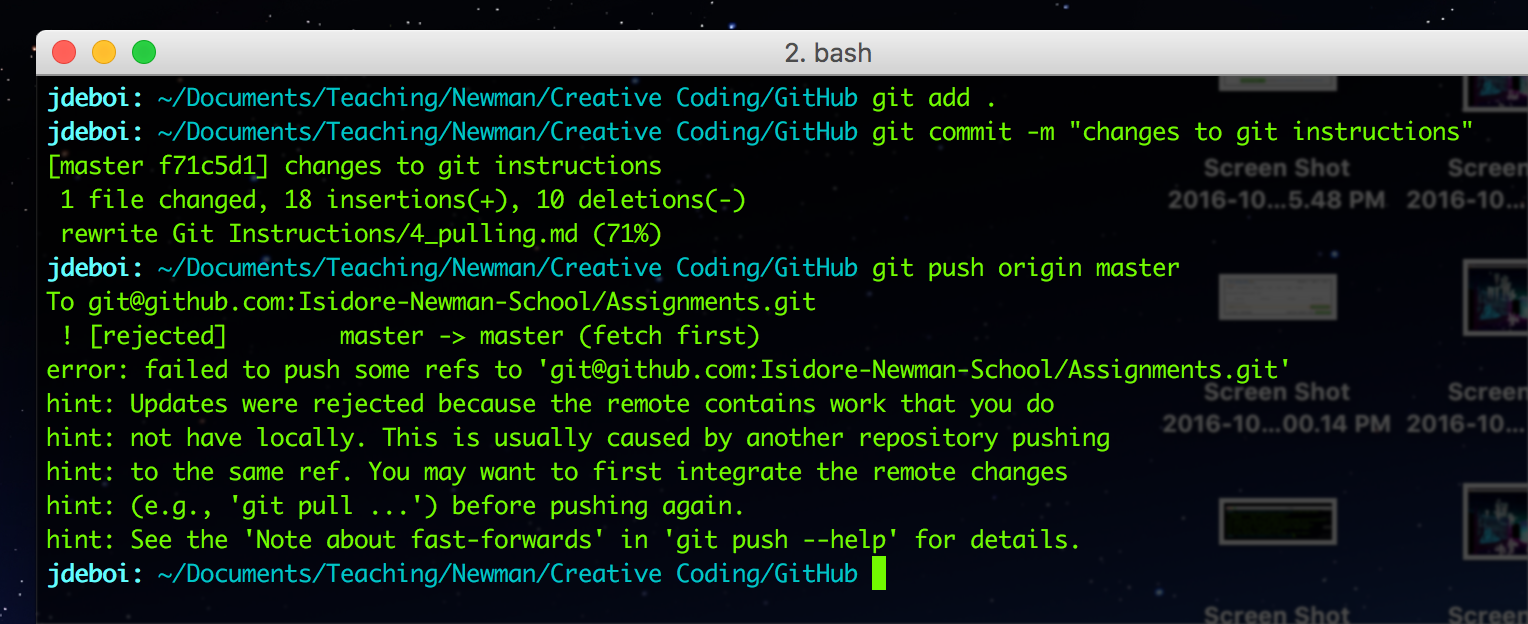 2. bash
jdeboi: ~/Documents/Teaching/Newman/Creative Coding/GitHub git add .
jdeboi: ~/Documents/Teaching/Newman/Creative Coding/GitHub git commit -m "changes to git instructions"
[master f71c5d1] changes to git instructions
 1 file changed, 18 insertions(+), 10 deletions(-)
 rewrite Git Instructions/4_pulling.md (71%)
jdeboi: ~/Documents/Teaching/Newman/Creative Coding/GitHub git push origin master
To git@github.com:Isidore-Newman-School/Assignments.git
 ! [rejected]        master -> master (fetch first)
error: failed to push some refs to 'git@github.com:Isidore-Newman-School/Assignments.git'
hint: Updates were rejected because the remote contains work that you do
hint: not have locally. This is usually caused by another repository pushing
hint: to the same ref. You may want to first integrate the remote changes
hint: (e.g., 'git pull ...') before pushing again.
hint: See the 'Note about fast-forwards' in 'git push --help' for details.
jdeboi: ~/Documents/Teaching/Newman/Creative Coding/GitHub
Screen Shot
2016-10...5.48 PM
Screen
2016-10...
Screen Shot
2016-10...00.14 PM
Screen
2016-10...
Screen Shot
Screen